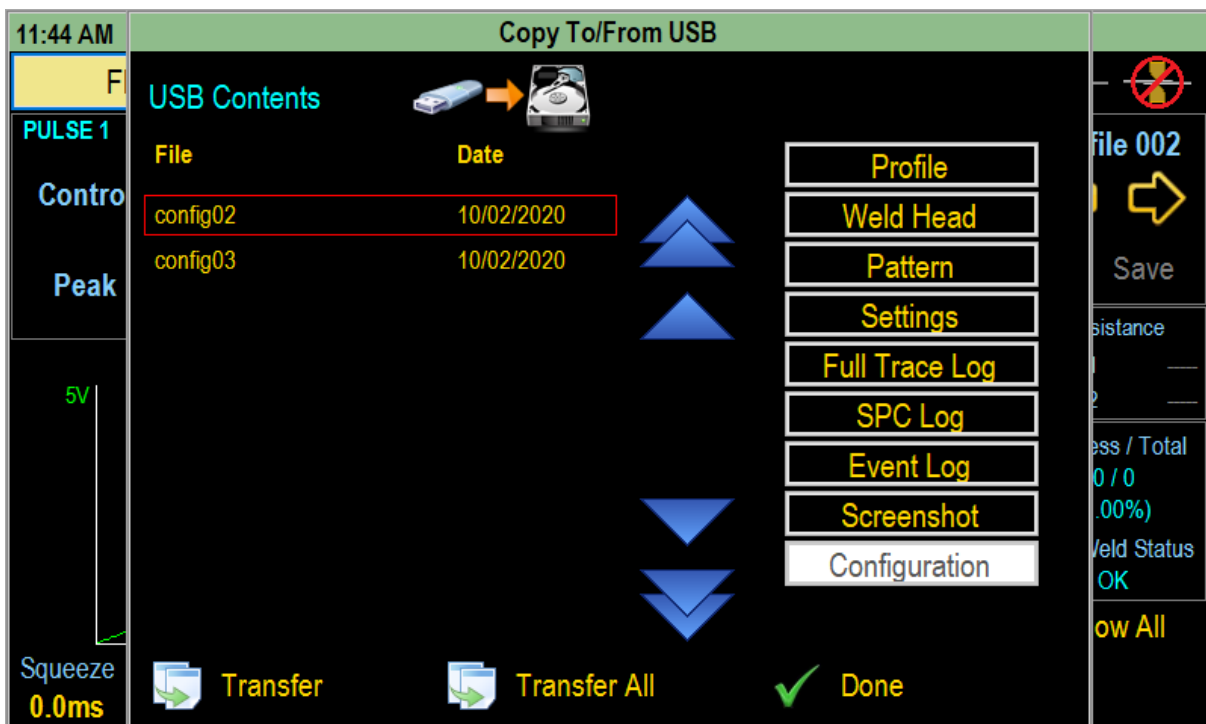 11:44 AM
Copy To/From USB
USB Contents
File Date
config02 10/02/2020
config03 10/02/2020
Profile
Weld Head
Pattern
Settings
Full Trace Log
SPC Log
Event Log
Screenshot
Configuration
Transfer
Transfer All
Done
PULSE 1
Contro
Peak
5V
Squeeze
0.0ms
file 002
Save
sistance
ess / Total
0 / 0
.00%)
Weld Status
OK
ow All